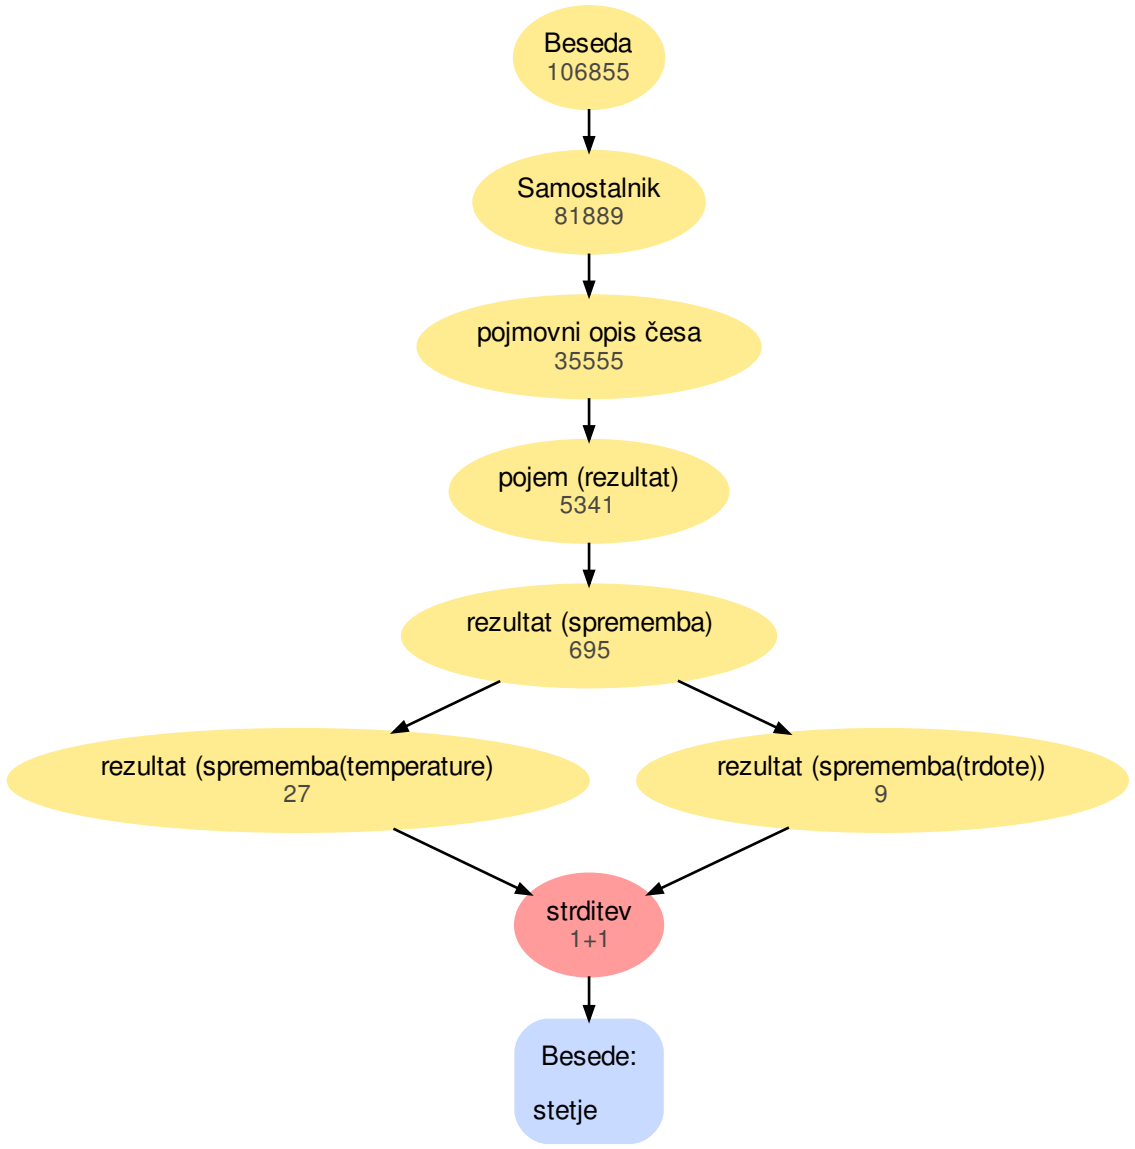 Beseda
106855
Samostalnik
81889
pojmovni opis česa
35555
pojem (rezultat)
5341
rezultat (sprememba)
695
rezultat (sprememba(temperature)
27
rezultat (sprememba(trdote))
9
strditev
1+1
Besede:
stetje